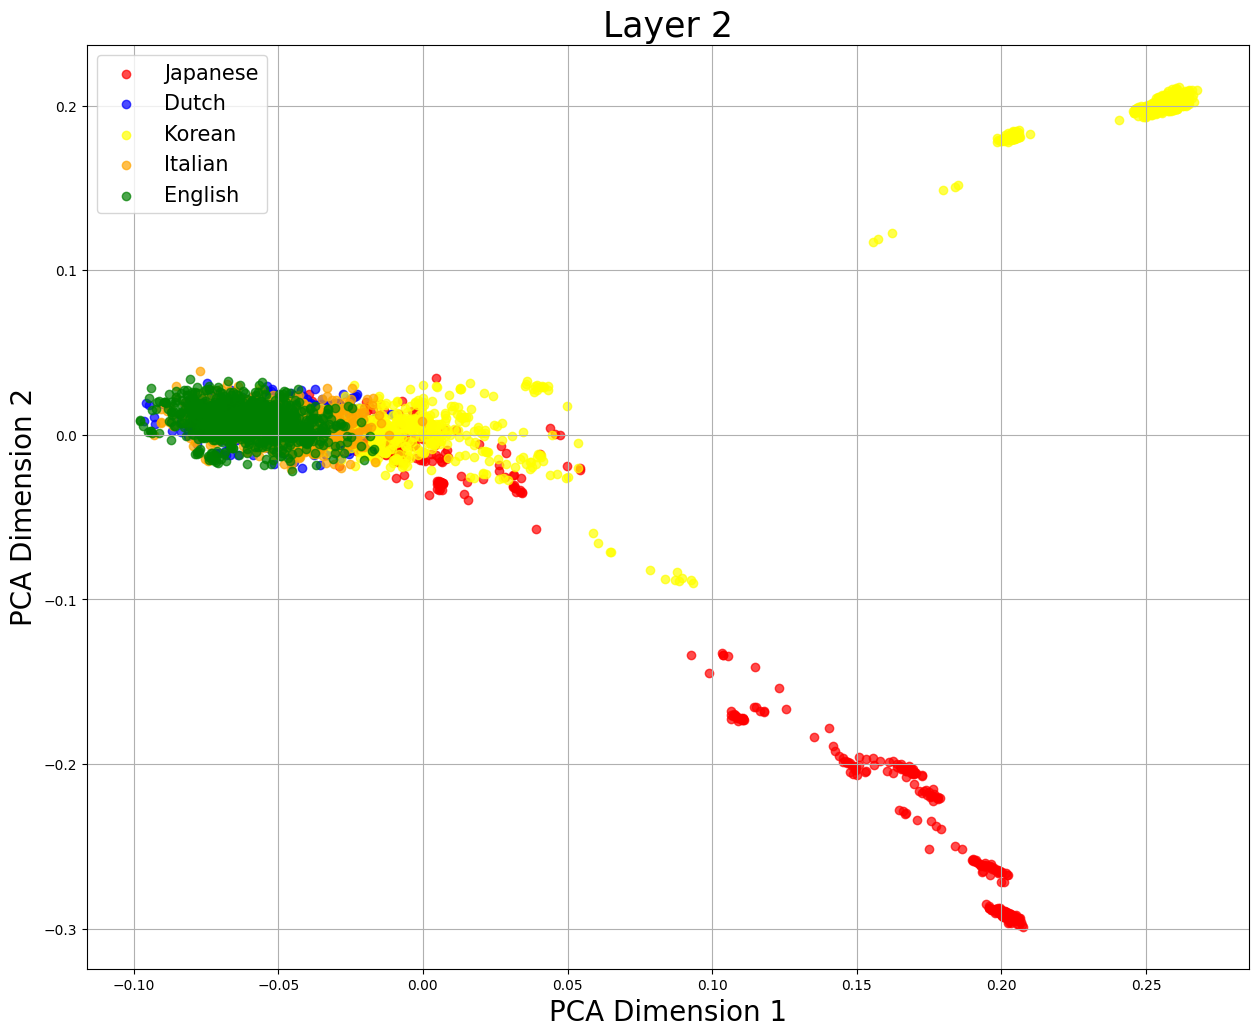 Layer 2
Japanese
Dutch
Korean
Italian
English
PCA Dimension 2
0.2
0.1
0.0
−0.1
−0.2
−0.3
−0.10
−0.05
0.00
0.05
0.10
0.15
0.20
0.25
PCA Dimension 1